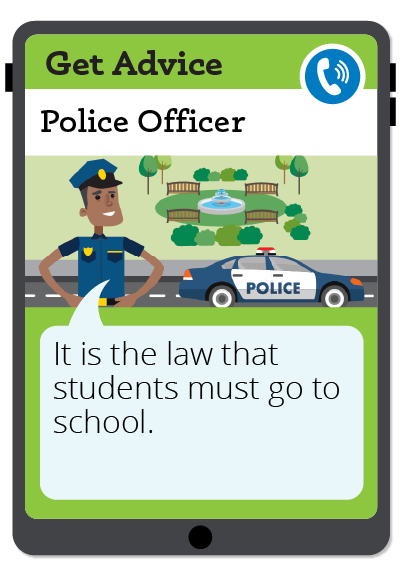 Get Advice
Police Officer
POLICE
It is the law that
students must go to
school.